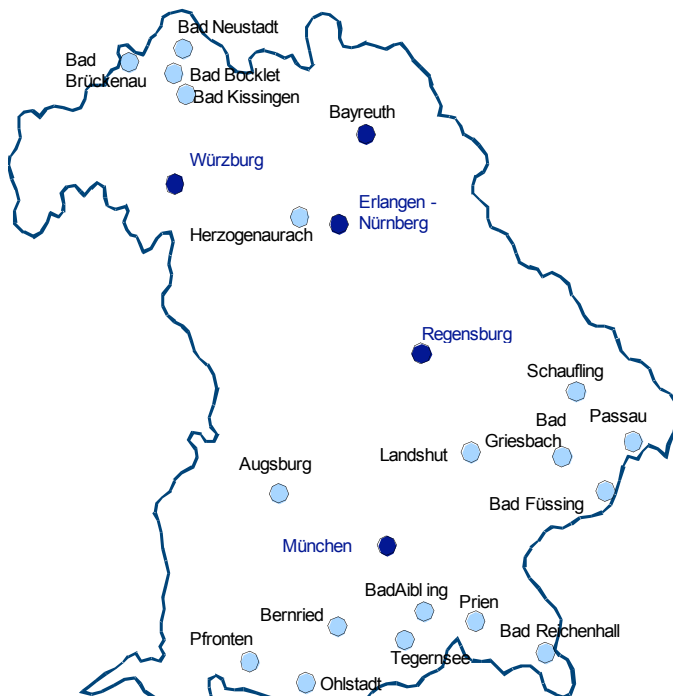 Bad Neustadt
Bad
Brückenau
Bad Bocklet
Bad Kissingen
Bayreuth
Würzburg
Erlangen -
Nürnberg
Herzogenaurach
Regensburg
Schaufling
Bad
Griesbach
Passau
Landshut
Augsburg
Bad Füssing
München
BadAibl ing
Prien
Bernried
Bad Reichenhall
Pfronten
Tegernsee
Ohlstadt